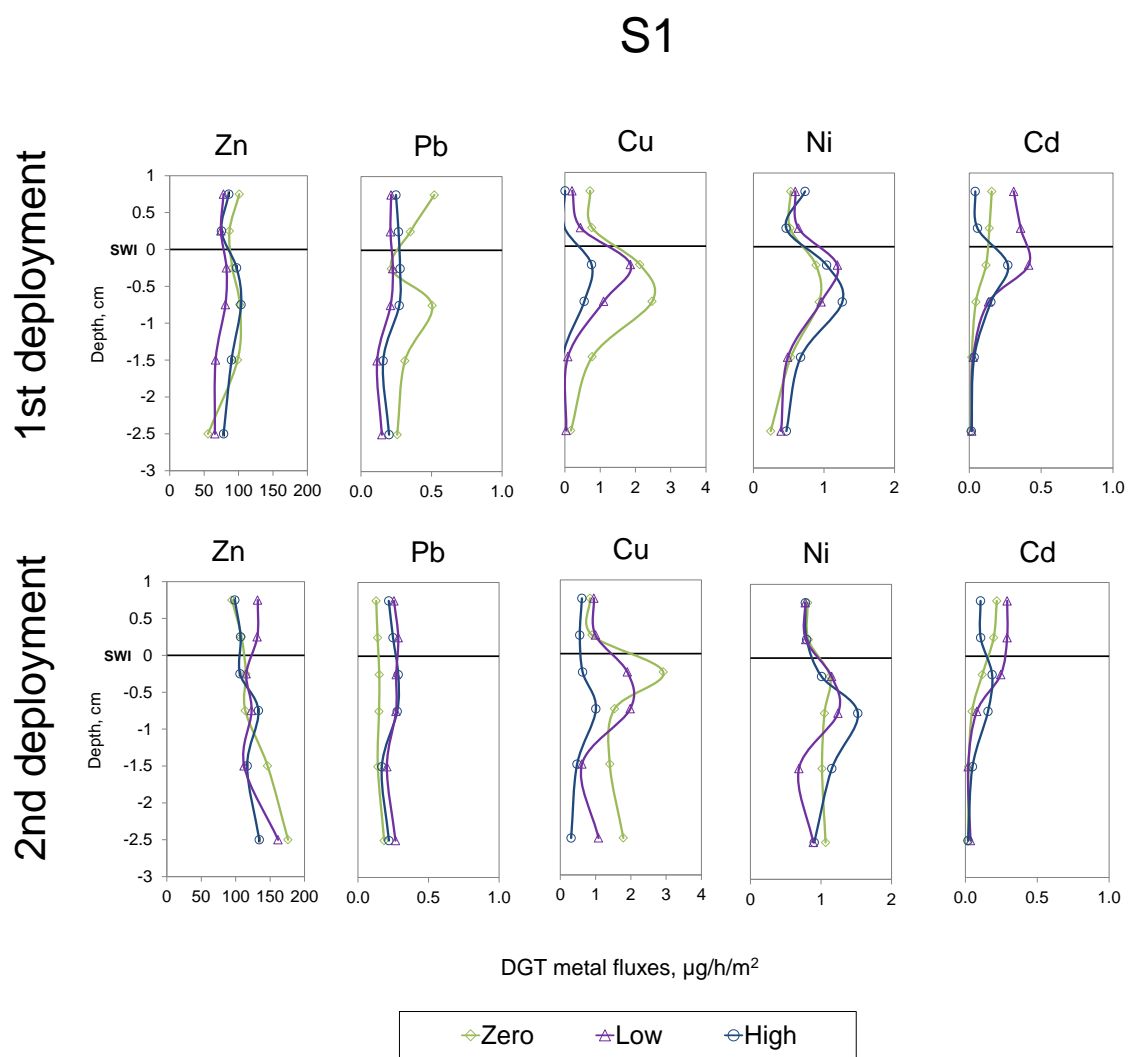 S1
1st deployment
Zn Pb Cu Ni Cd
Depth, cm
1
0.5
SWI 0
-0.5
-1
-1.5
-2
-2.5
-3
0 50 100 150 200 0.0 0.5 1.0 0 1 2 3 4 0 1 2 0.0 0.5 1.0
2nd deployment
Zn Pb Cu Ni Cd
Depth, cm
1
0.5
SWI 0
-0.5
-1
-1.5
-2
-2.5
-3
0 50 100 150 200 0.0 0.5 1.0 0 1 2 3 4 0 1 2 0.0 0.5 1.0
DGT metal fluxes, µg/h/m²
Zero Low High